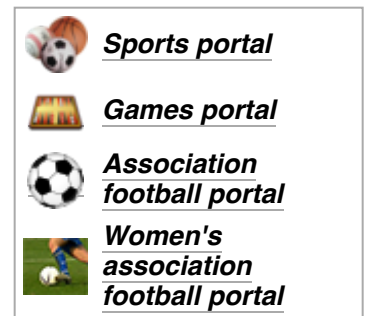 Sports portal
Games portal
Association
football portal
Women's
association
football portal